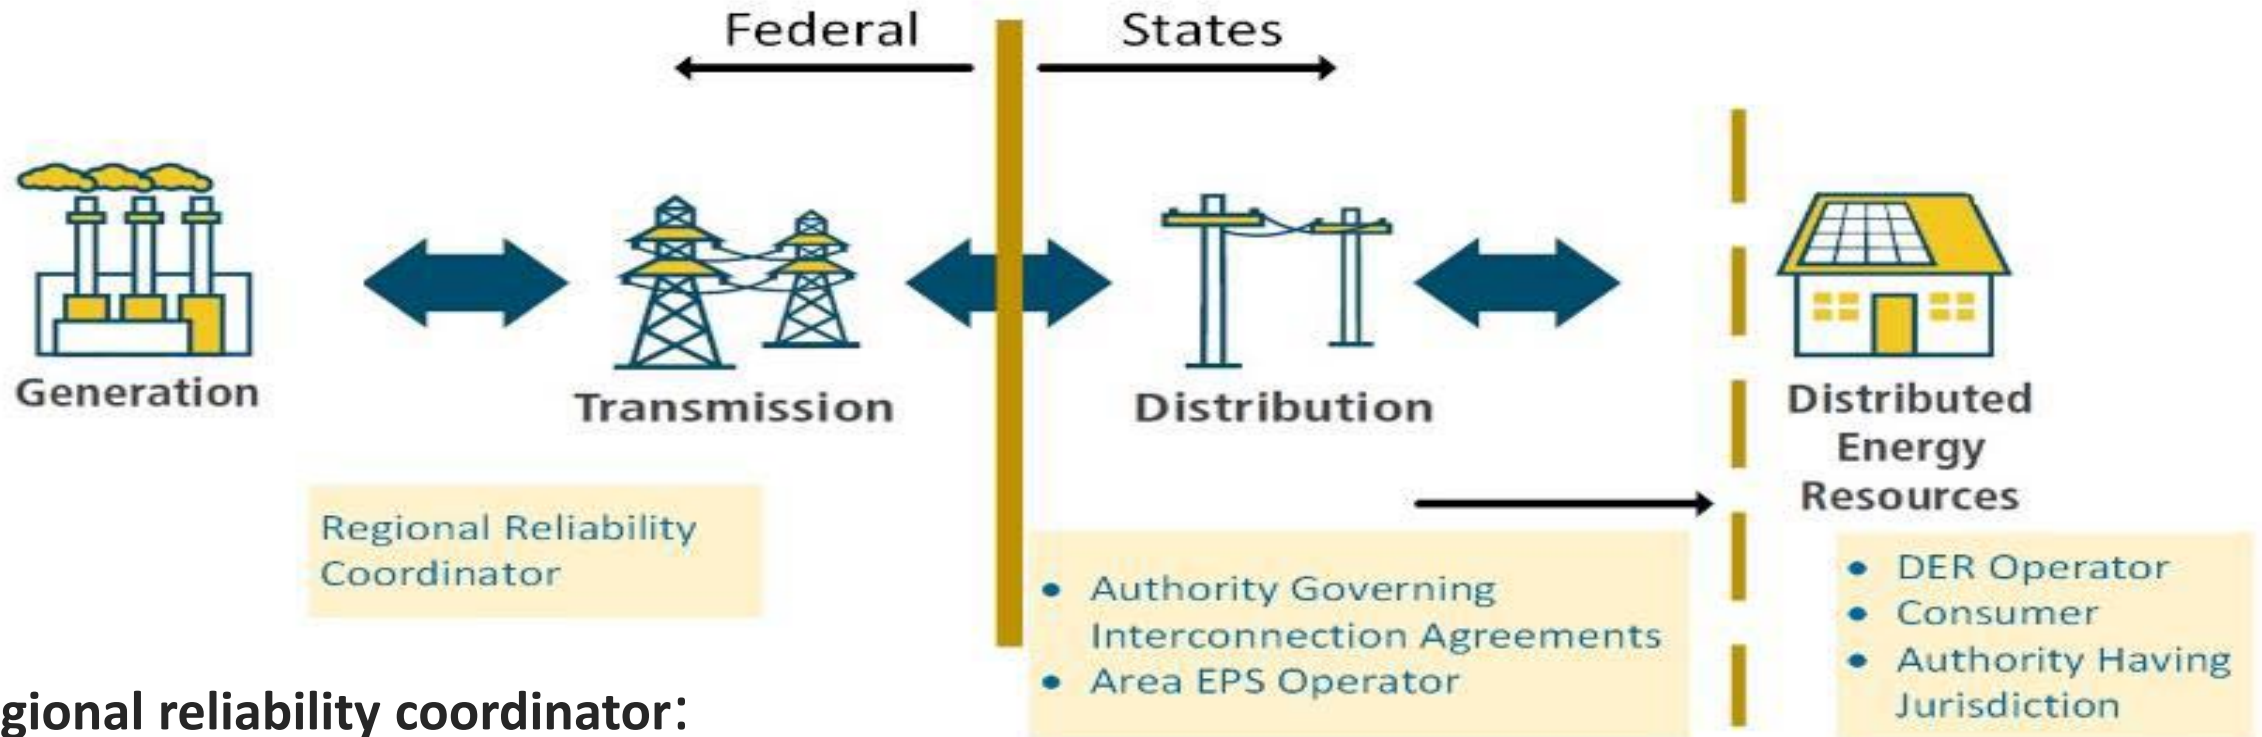 Federal
States
Generation
Transmission
Distribution
Distributed
Energy
Resources
Regional Reliability
Coordinator
• Authority Governing
Interconnection Agreements
• Area EPS Operator
• DER Operator
• Consumer
• Authority Having
Jurisdiction
gional reliability coordinator: